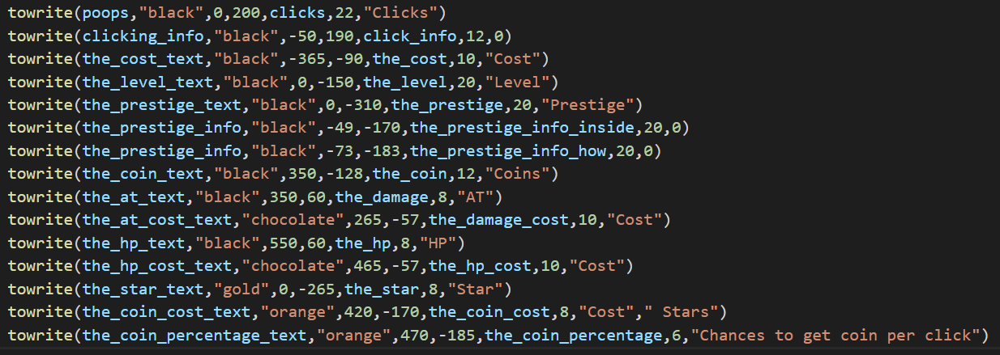 towrite(poops,"black",0,200,clicks,22,"Clicks")
towrite(clicking_info,"black",-50,190,click_info,12,0)
towrite(the_cost_text,"black",-365,-90,the_cost,10,"Cost")
towrite(the_level_text,"black",0,-150,the_level,20,"Level")
towrite(the_prestige_text,"black",0,-310,the_prestige,20,"Prestige")
towrite(the_prestige_info,"black",-49,-170,the_prestige_info_inside,20,0)
towrite(the_prestige_info,"black",-73,-183,the_prestige_info_how,20,0)
towrite(the_coin_text,"black",350,-128,the_coin,12,"Coins")
towrite(the_at_text,"black",350,60,the_damage,8,"AT")
towrite(the_at_cost_text,"chocolate",265,-57,the_damage_cost,10,"Cost")
towrite(the_hp_text,"black",550,60,the_hp,8,"HP")
towrite(the_hp_cost_text,"chocolate",465,-57,the_hp_cost,10,"Cost")
towrite(the_star_text,"gold",0,-265,the_star,8,"Star")
towrite(the_coin_cost_text,"orange",420,-170,the_coin_cost,8,"Cost"," Stars")
towrite(the_coin_percentage_text,"orange",470,-185,the_coin_percentage,6,"Chances to get coin per click")